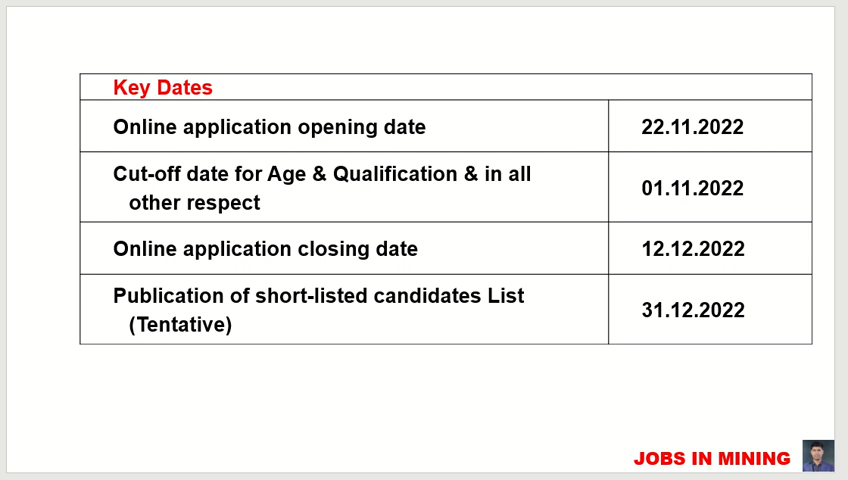 Key Dates
Online application opening date
22.11.2022
Cut-off date for Age & Qualification & in all
other respect
01.11.2022
Online application closing date
12.12.2022
Publication of short-listed candidates List
(Tentative)
31.12.2022
JOBS IN MINING